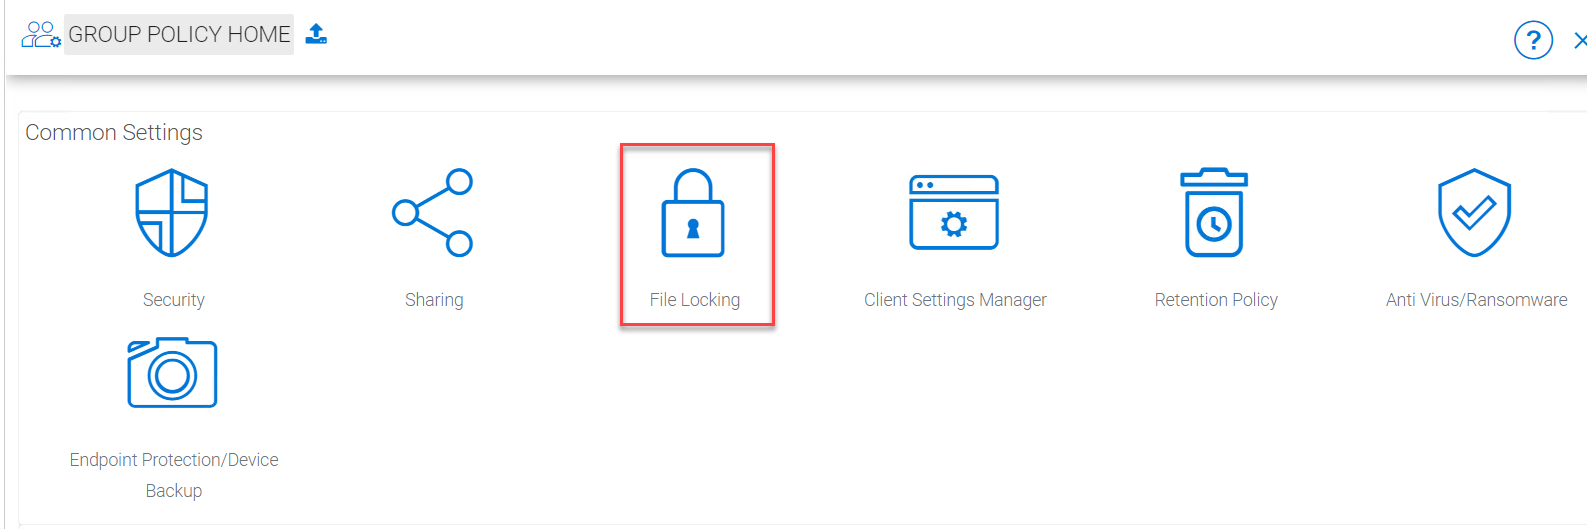 GROUP POLICY HOME
?
Common Settings
Security
Sharing
File Locking
Client Settings Manager
Retention Policy
Anti Virus/Ransomware
Endpoint Protection/Device
Backup